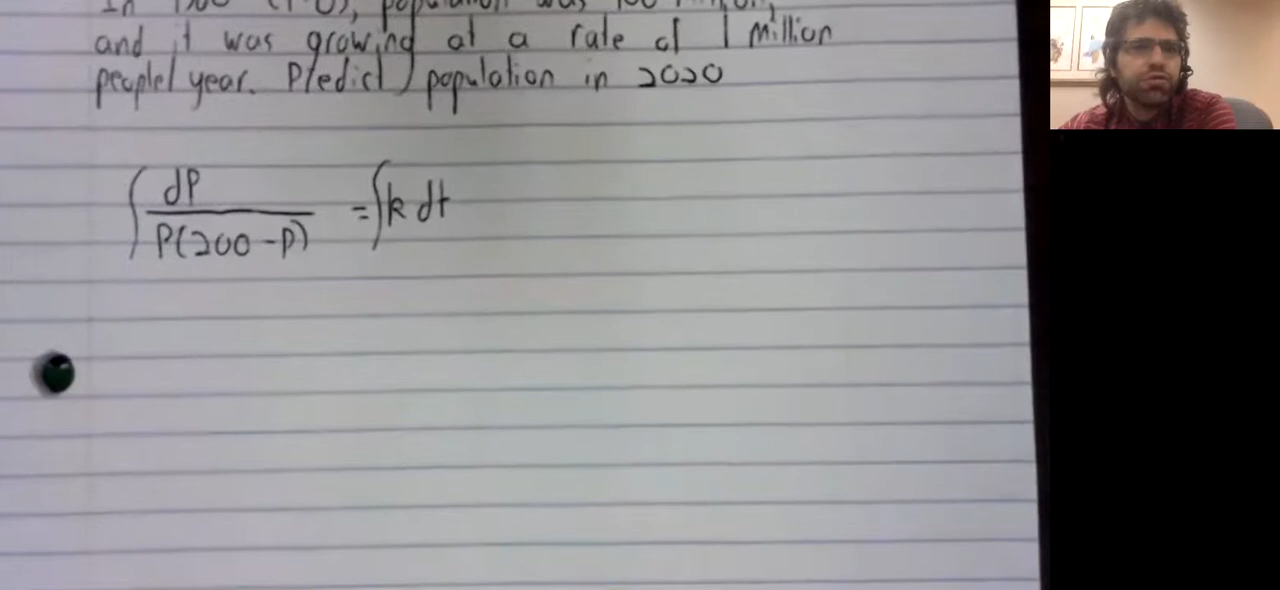 and it was growing at a rate of 1 million
people/year. Predict population in 2020
∫ dP / P(200-P) = ∫ k dt